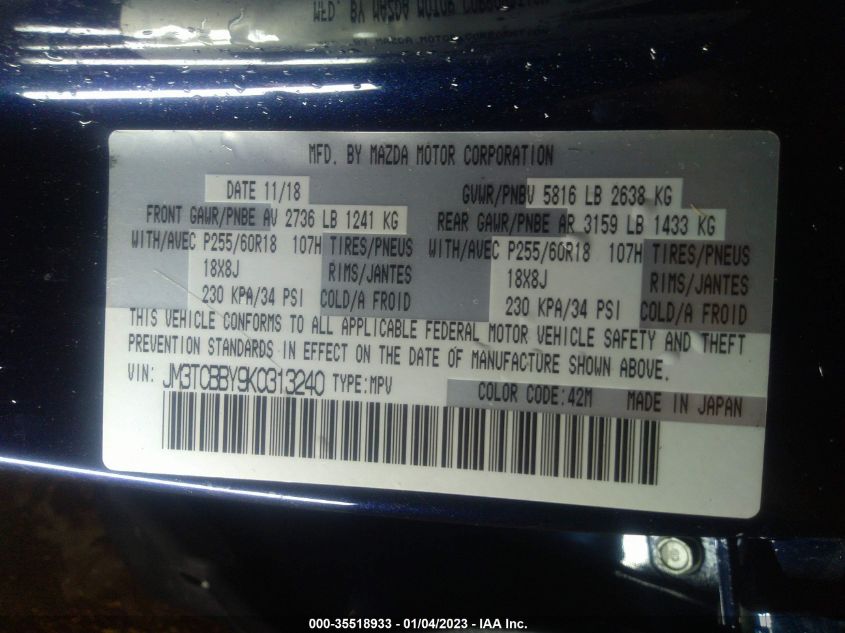 MFD. BY MAZDA MOTOR CORPORATION
DATE 11/18 GVWR/PNBV 5816 LB 2638 KG
FRONT GAWR/PNBE AV 2736 LB 1241 KG REAR GAWR/PNBE AR 3159 LB 1433 KG
WITH/AVEC P255/60R18 107H TIRES/PNEUS WITH/AVEC P255/60R18 107H TIRES/PNEUS
18X8J RIMS/JANTES 18X8J RIMS/JANTES
230 KPA/34 PSI COLD/A FROID 230 KPA/34 PSI COLD/A FROID
THIS VEHICLE CONFORMS TO ALL APPLICABLE FEDERAL MOTOR VEHICLE SAFETY AND THEFT
PREVENTION STANDARDS IN EFFECT ON THE DATE OF MANUFACTURE SHOWN ABOVE.
VIN: JM3TCBBY9K0313240 TYPE:MPV
COLOR CODE:42M MADE IN JAPAN
000-35518933 - 01/04/2023 - IAA Inc.